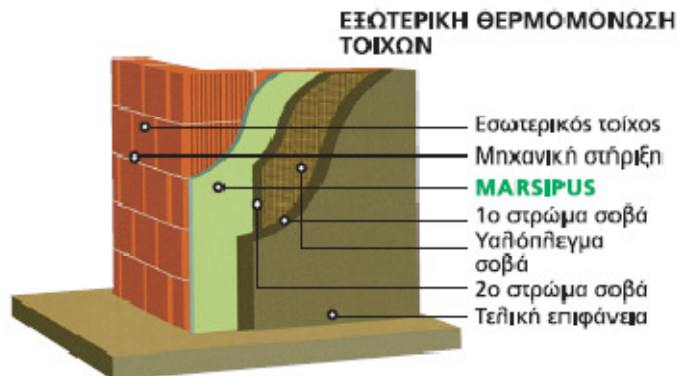 ΕΞΩΤΕΡΙΚΗ ΘΕΡΜΟΜΟΝΩΣΗ
ΤΟΙΧΩΝ
Εσωτερικός τοίχος
Μηχανική στήριξη
MARSIPUS
1ο στρώμα σοβά
Υαλόπλεγμα
σοβά
2ο στρώμα σοβά
Τελική επιφάνεια